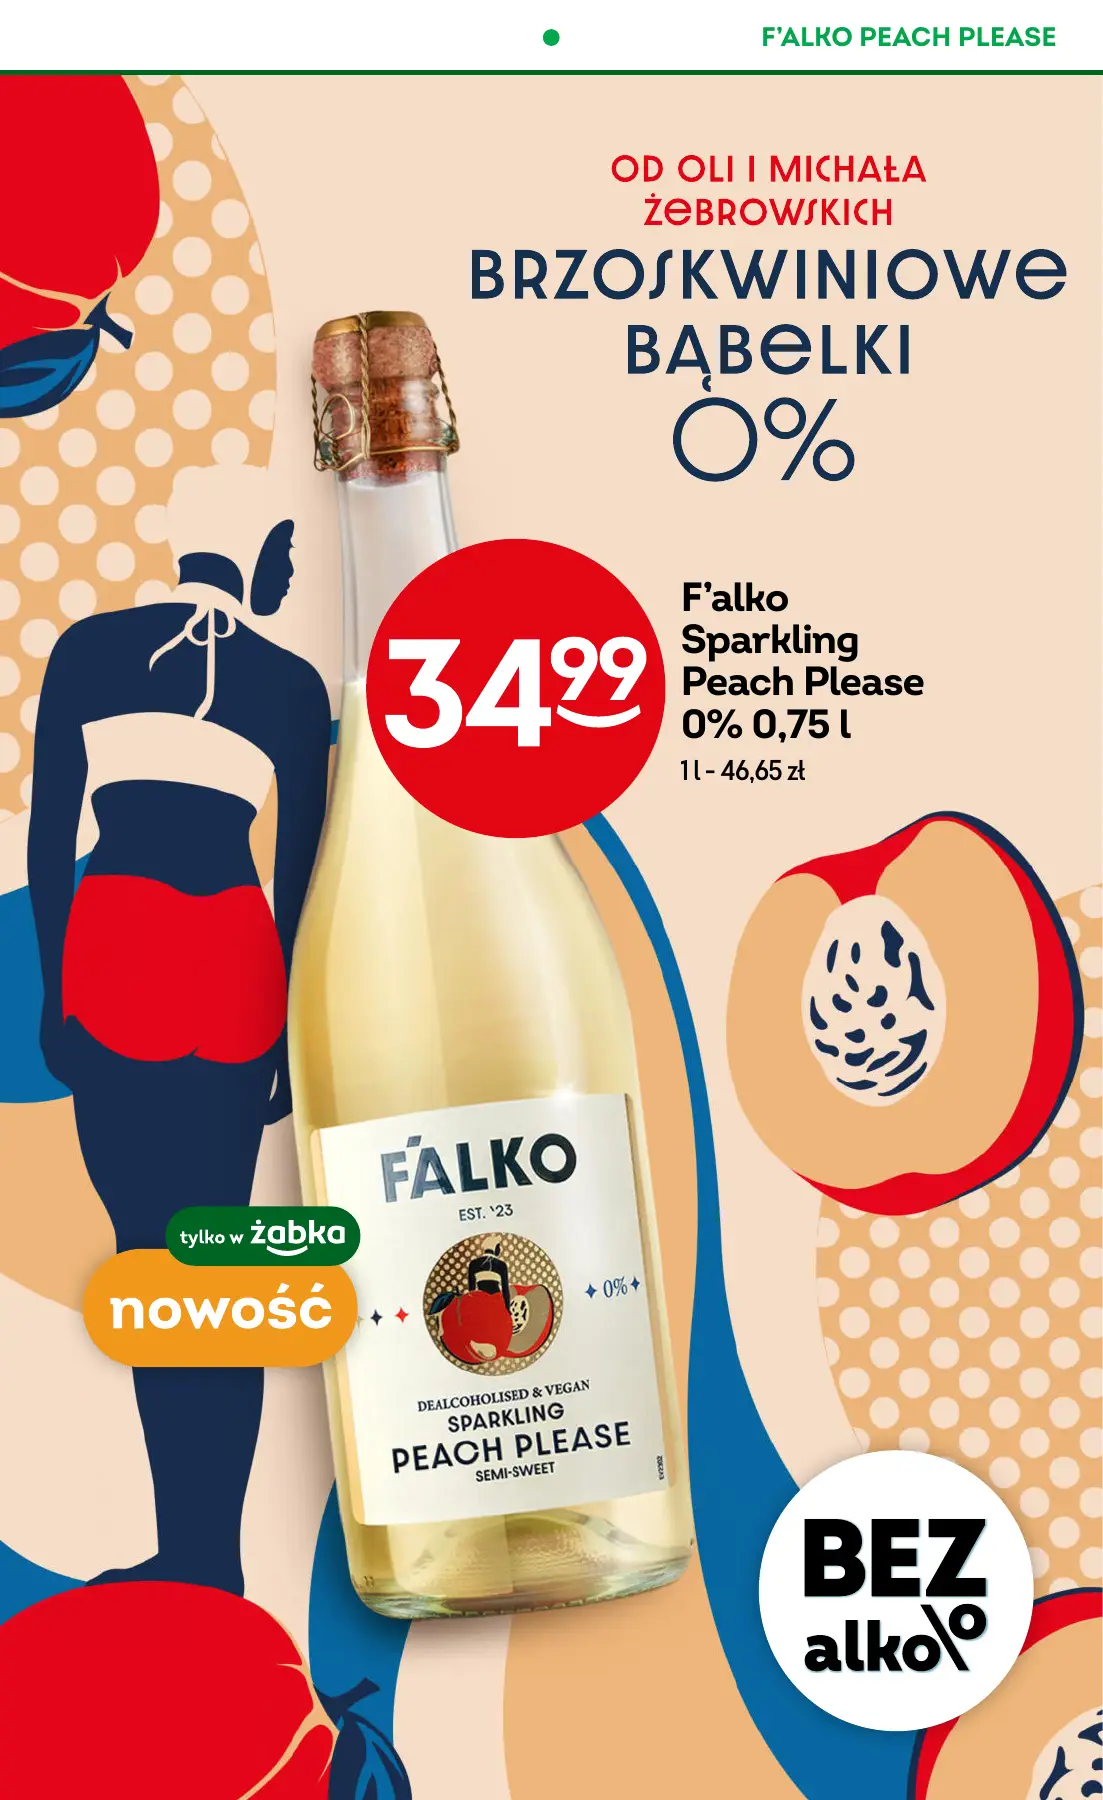 F'ALKO PEACH PLEASE
OD OLI I MICHAŁA
ŻEBROWSKICH
BRZOSKWINIOWE
BĄBELKI
0%
34 99
F'alko
Sparkling
Peach Please
0% 0,75 l
1 l - 46,65 zł
F'ALKO
EST. '23
0%
DEALCOHOLISED & VEGAN
SPARKLING
PEACH PLEASE
SEMI-SWEET
tylko w żabka
nowość
BEZ
alko%